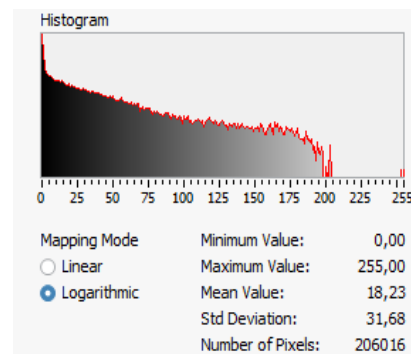 Histogram
0 25 50 75 100 125 150 175 200 225 255
Mapping Mode
Linear
Logarithmic
Minimum Value: 0,00
Maximum Value: 255,00
Mean Value: 18,23
Std Deviation: 31,68
Number of Pixels: 206016